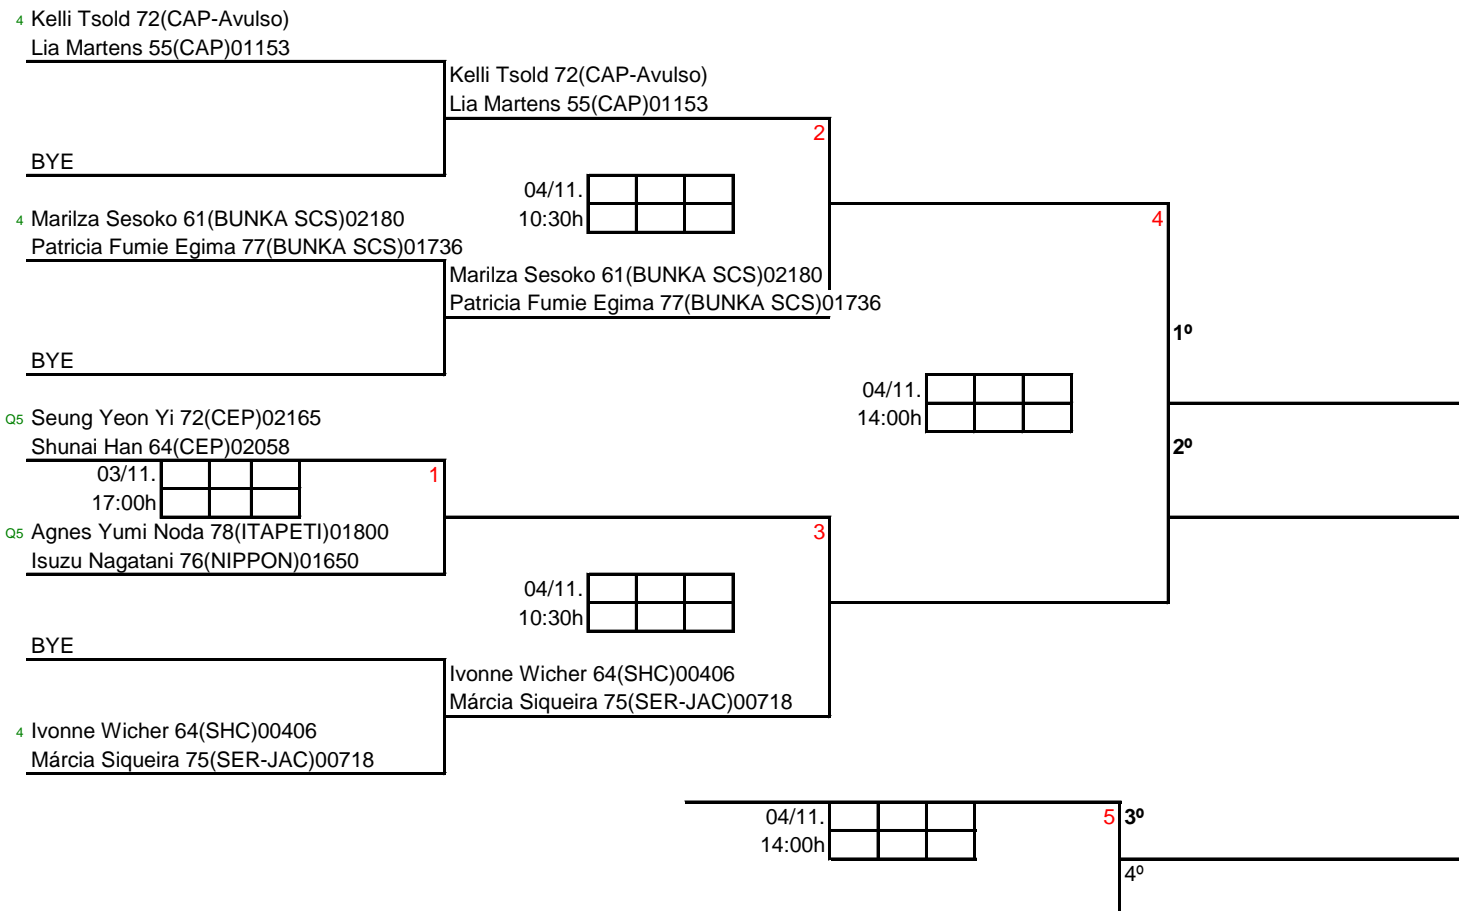 4 Kelli Tsold 72(CAP-Avulso)
Lia Martens 55(CAP)01153
Kelli Tsold 72(CAP-Avulso)
Lia Martens 55(CAP)01153
2
BYE
04/11.
10:30h
4 Marilza Sesoko 61(BUNKA SCS)02180
4
Patricia Fumie Egima 77(BUNKA SCS)01736
Marilza Sesoko 61(BUNKA SCS)02180
Patricia Fumie Egima 77(BUNKA SCS)01736
1º
BYE
04/11.
14:00h
Q5 Seung Yeon Yi 72(CEP)02165
Shunai Han 64(CEP)02058
2º
03/11.
1
17:00h
Q5 Agnes Yumi Noda 78(ITAPETI)01800
3
Isuzu Nagatani 76(NIPPON)01650
04/11.
10:30h
BYE
Ivonne Wicher 64(SHC)00406
Márcia Siqueira 75(SER-JAC)00718
4 Ivonne Wicher 64(SHC)00406
Márcia Siqueira 75(SER-JAC)00718
04/11.
5 3º
14:00h
4º